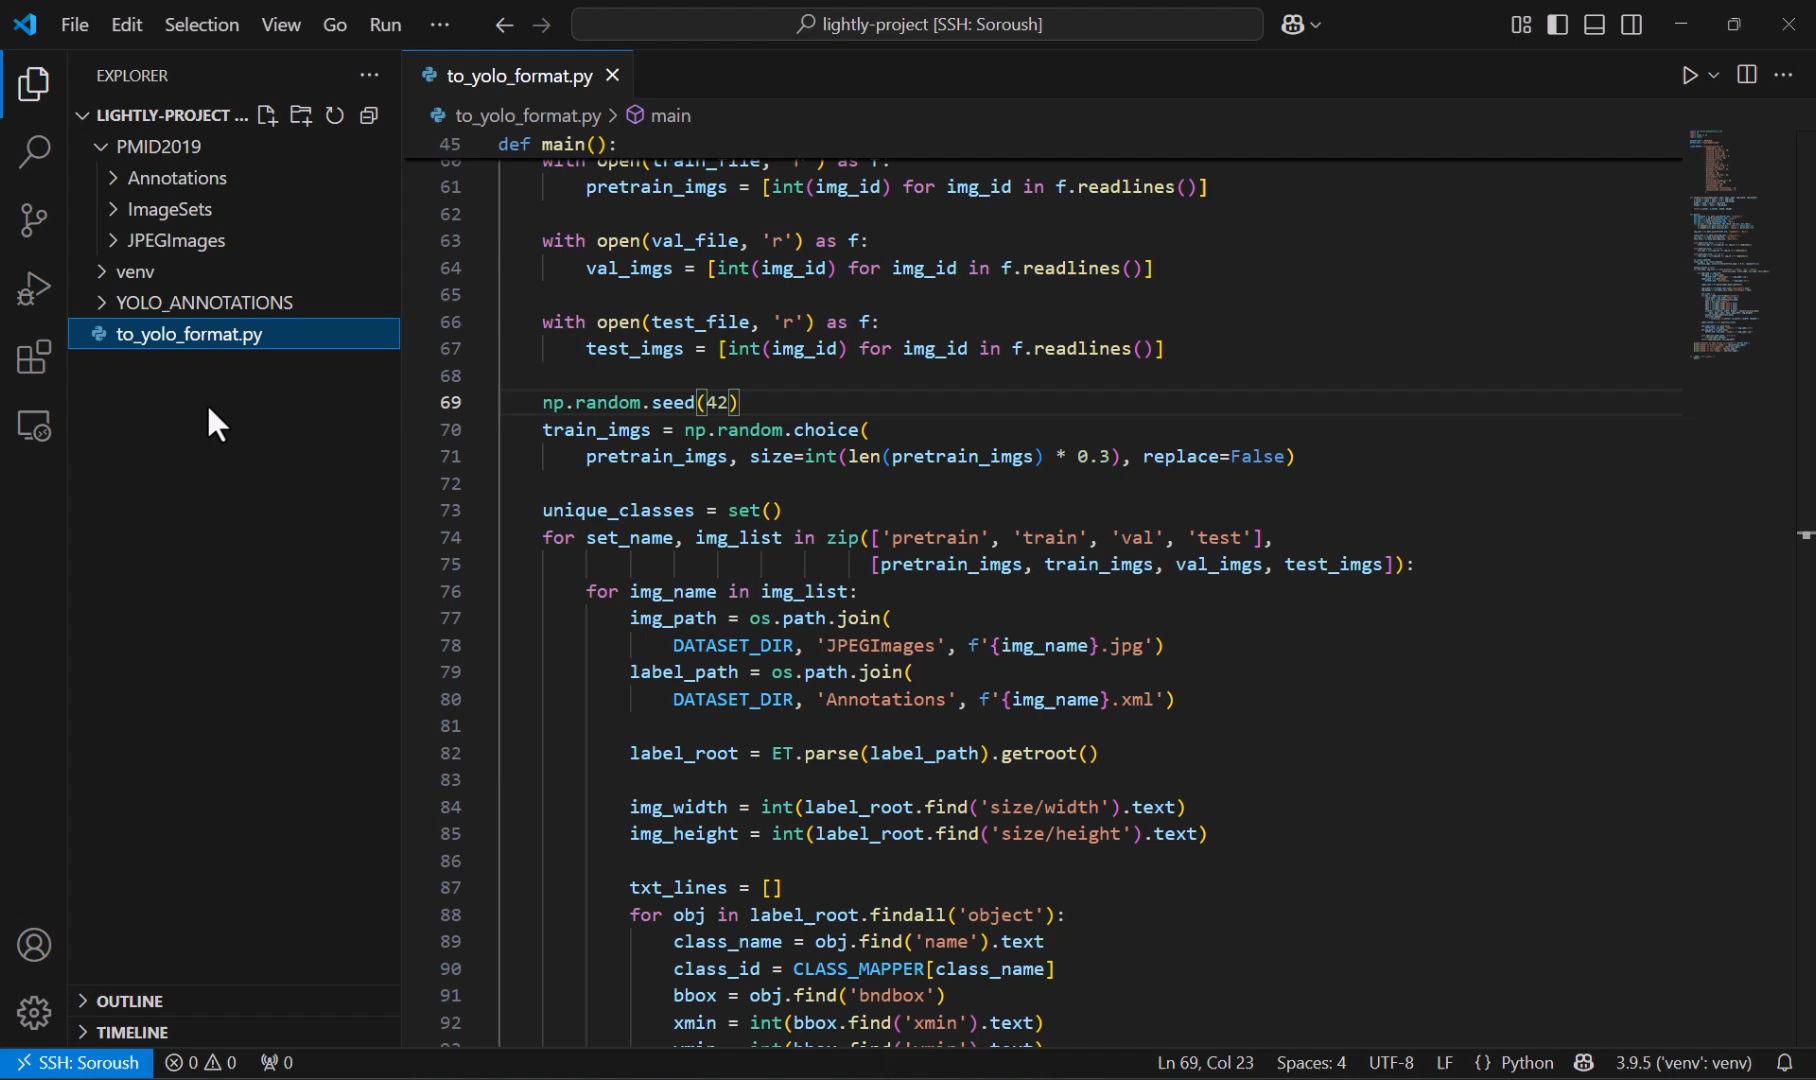 File Edit Selection View Go Run ··· lightly-project [SSH: Soroush]
EXPLORER ···
LIGHTLY-PROJECT ...
PMID2019
Annotations
ImageSets
JPEGImages
venv
YOLO_ANNOTATIONS
to_yolo_format.py
OUTLINE
TIMELINE
to_yolo_format.py
to_yolo_format.py > main
45 def main():
60 with open(train_file, 'r') as f:
61 pretrain_imgs = [int(img_id) for img_id in f.readlines()]
62
63 with open(val_file, 'r') as f:
64 val_imgs = [int(img_id) for img_id in f.readlines()]
65
66 with open(test_file, 'r') as f:
67 test_imgs = [int(img_id) for img_id in f.readlines()]
68
69 np.random.seed(42)
70 train_imgs = np.random.choice(
71 pretrain_imgs, size=int(len(pretrain_imgs) * 0.3), replace=False)
72
73 unique_classes = set()
74 for set_name, img_list in zip(['pretrain', 'train', 'val', 'test'],
75 [pretrain_imgs, train_imgs, val_imgs, test_imgs]):
76 for img_name in img_list:
77 img_path = os.path.join(
78 DATASET_DIR, 'JPEGImages', f'{img_name}.jpg')
79 label_path = os.path.join(
80 DATASET_DIR, 'Annotations', f'{img_name}.xml')
81
82 label_root = ET.parse(label_path).getroot()
83
84 img_width = int(label_root.find('size/width').text)
85 img_height = int(label_root.find('size/height').text)
86
87 txt_lines = []
88 for obj in label_root.findall('object'):
89 class_name = obj.find('name').text
90 class_id = CLASS_MAPPER[class_name]
91 bbox = obj.find('bndbox')
92 xmin = int(bbox.find('xmin').text)
SSH: Soroush 0 0 0 Ln 69, Col 23 Spaces: 4 UTF-8 LF {} Python 3.9.5 ('venv': venv)